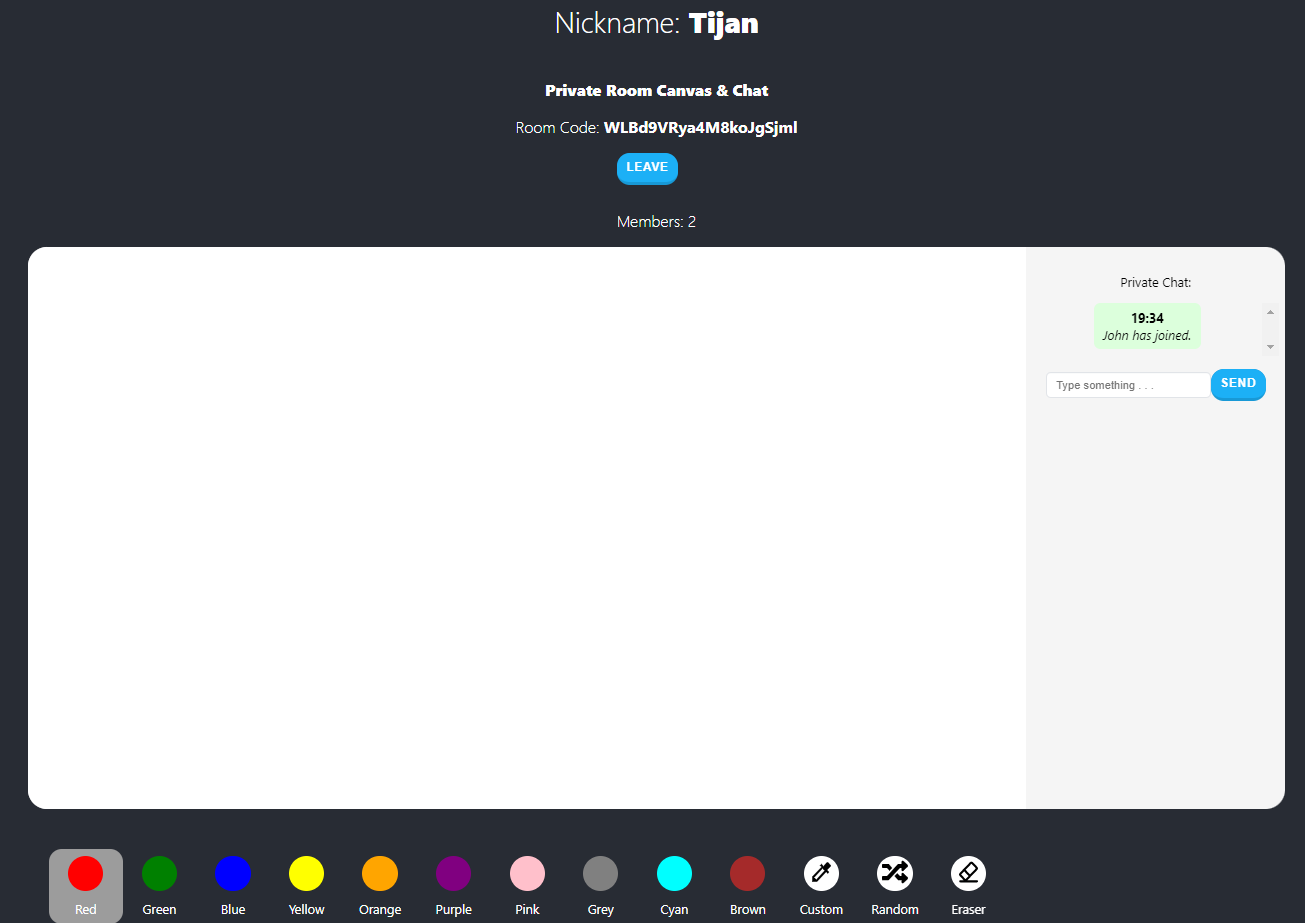 Nickname: Tijan
Private Room Canvas & Chat
Room Code: WLBd9VRya4M8koJgSjml
LEAVE
Members: 2
Private Chat:
19:34
John has joined.
Type something . . .
SEND
Red Green Blue Yellow Orange Purple Pink Grey Cyan Brown Custom Random Eraser